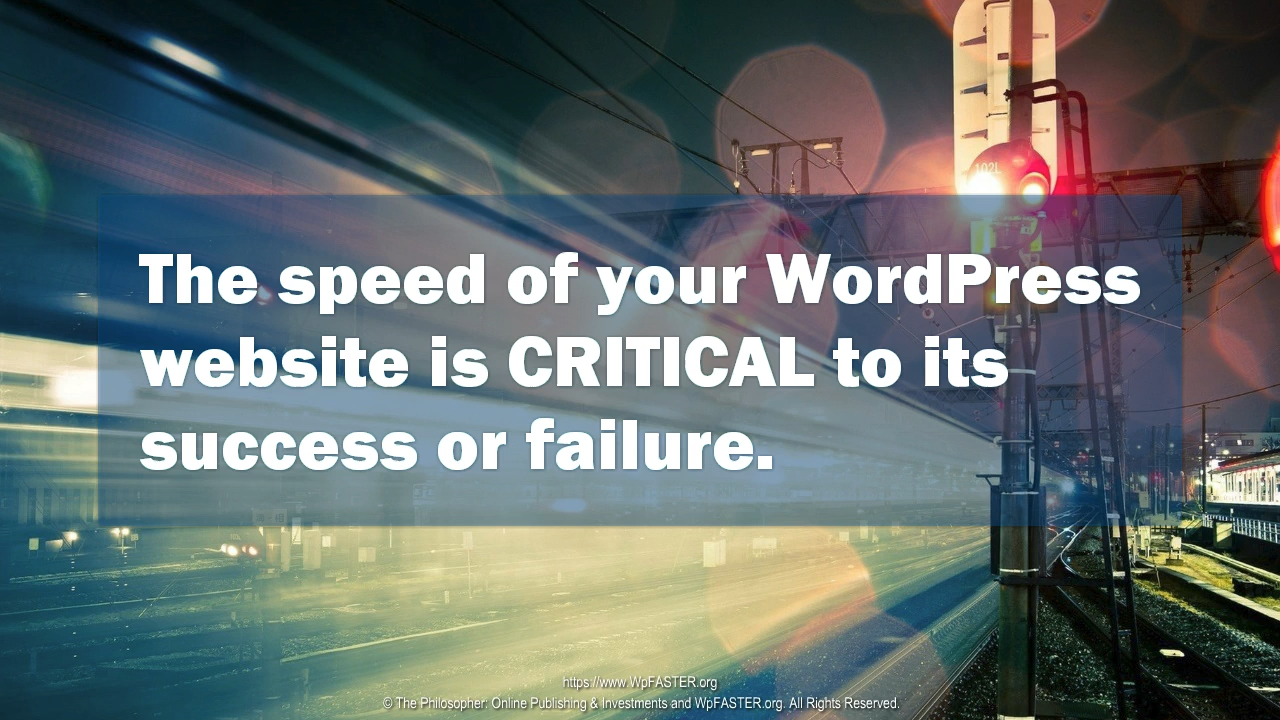 102L
The speed of your WordPress
website is CRITICAL to its
success or failure.
https://www.WpFASTER.org
© The Philosopher: Online Publishing & Investments and WpFASTER.org. All Rights Reserved.